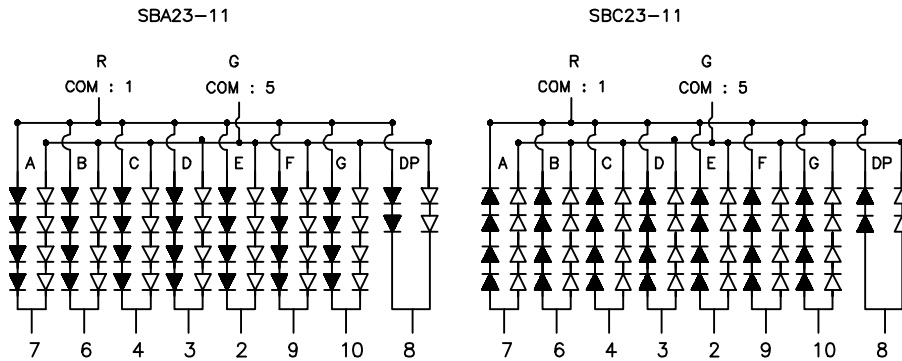 SBA23-11
SBC23-11
R G
COM : 1 COM : 5
A B C D E F G DP
7 6 4 3 2 9 10 8
R G
COM : 1 COM : 5
A B C D E F G DP
7 6 4 3 2 9 10 8